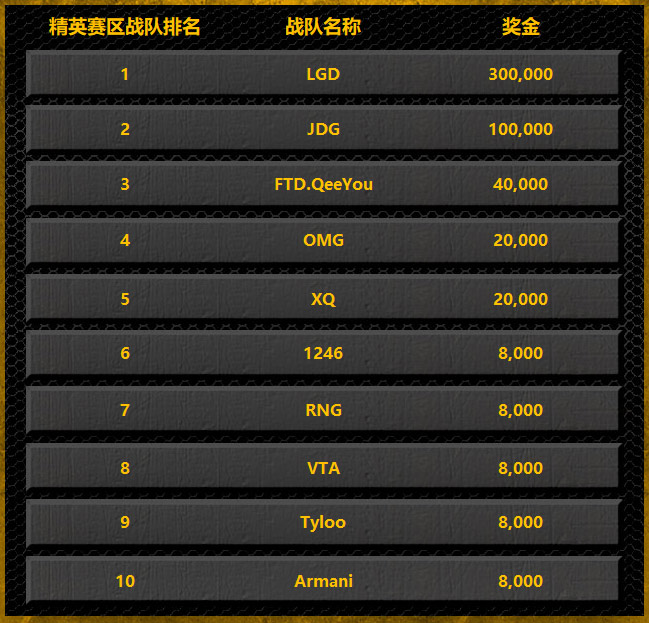 精英赛区战队排名 战队名称 奖金
1 LGD 300,000
2 JDG 100,000
3 FTD.QeeYou 40,000
4 OMG 20,000
5 XQ 20,000
6 1246 8,000
7 RNG 8,000
8 VTA 8,000
9 Tyloo 8,000
10 Armani 8,000